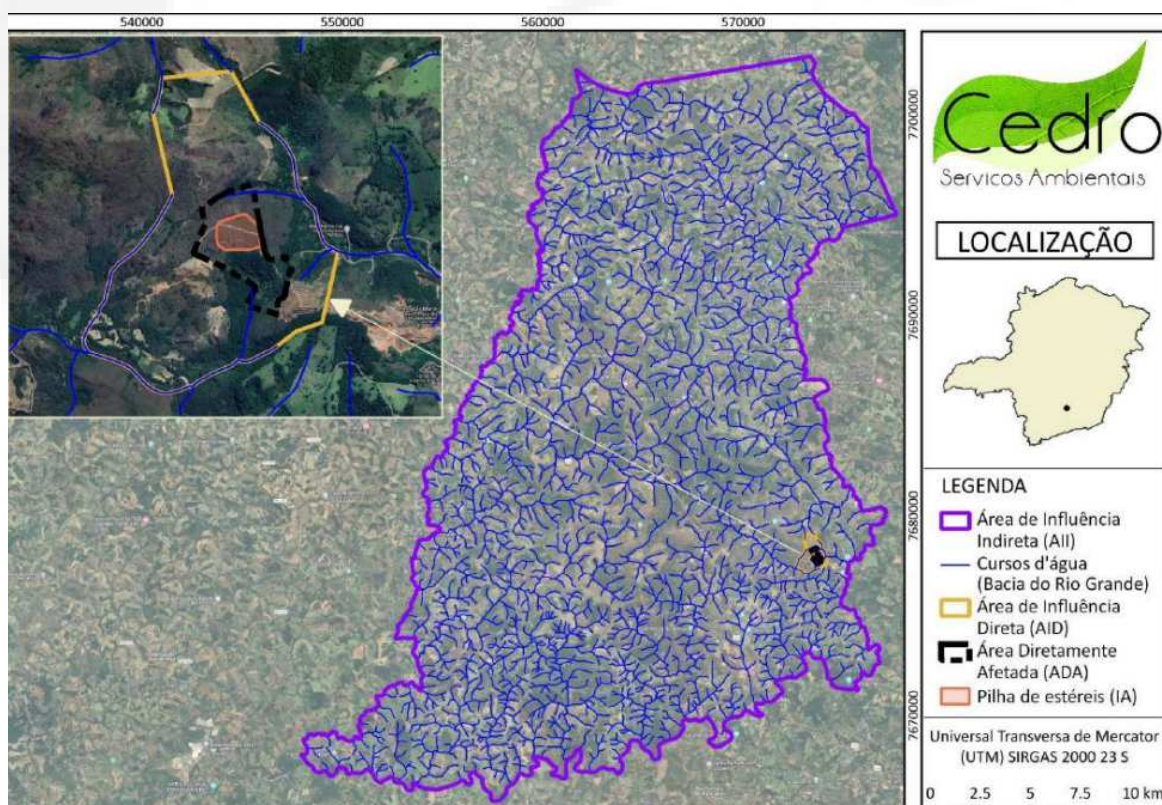 540000 550000 560000 570000
7700000
7690000
7680000
7670000
Cedro
Servicos Ambientais
LOCALIZAÇÃO
LEGENDA
Área de Influência
Indireta (AII)
Cursos d'água
(Bacia do Rio Grande)
Área de Influência
Direta (AID)
Área Diretamente
Afetada (ADA)
Pilha de estéreis (IA)
Universal Transversa de Mercator
(UTM) SIRGAS 2000 23 S
0 2.5 5 7.5 10 km